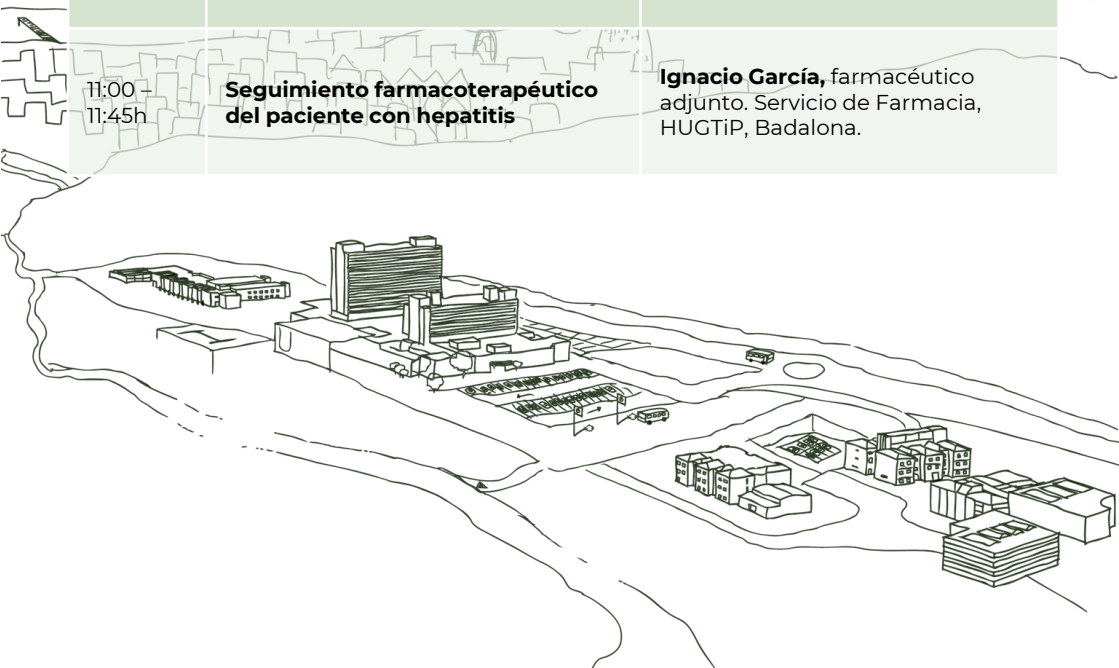 11:00 –
11:45h
Seguimiento farmacoterapéutico
del paciente con hepatitis
Ignacio García, farmacéutico
adjunto. Servicio de Farmacia,
HUGTiP, Badalona.